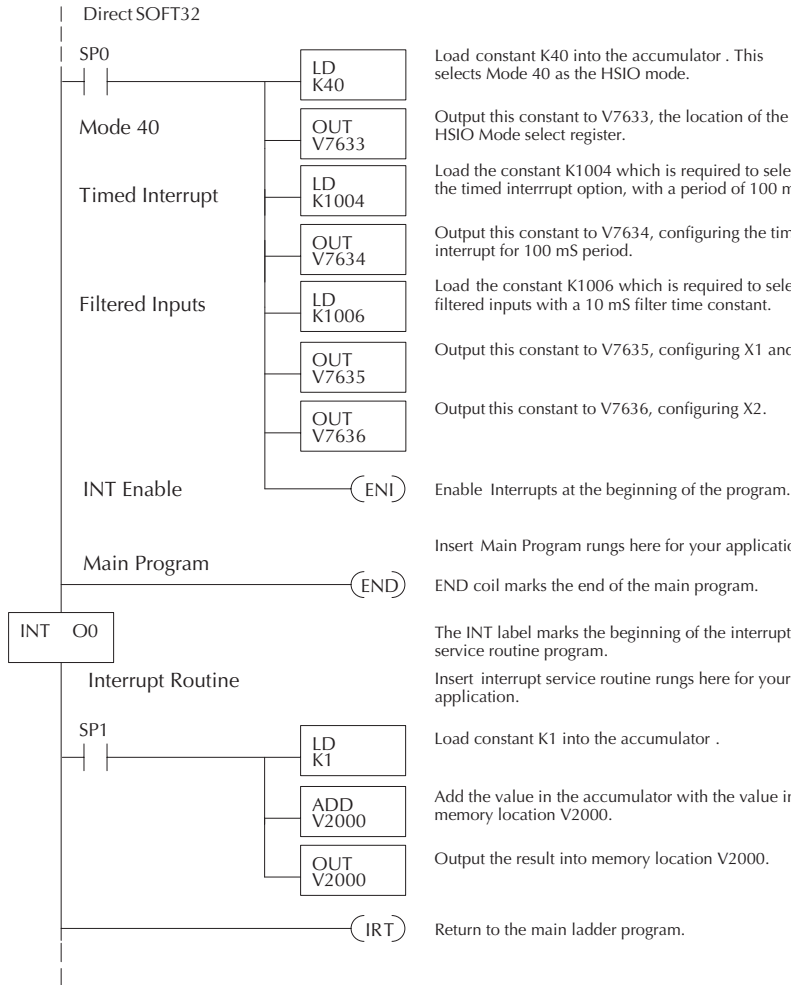 DirectSOFT32
SP0
LD
K40
Load constant K40 into the accumulator . This
selects Mode 40 as the HSIO mode.
Mode 40
OUT
V7633
Output this constant to V7633, the location of the
HSIO Mode select register.
Timed Interrupt
LD
K1004
Load the constant K1004 which is required to
the timed interrrupt option, with a period of 100
OUT
V7634
Output this constant to V7634, configuring the
interrupt for 100 mS period.
Filtered Inputs
LD
K1006
Load the constant K1006 which is required to
filtered inputs with a 10 mS filter time constant.
OUT
V7635
Output this constant to V7635, configuring X1
OUT
V7636
Output this constant to V7636, configuring X2.
INT Enable
ENI
Enable Interrupts at the beginning of the program.
Insert Main Program rungs here for your
Main Program
END
END coil marks the end of the main program.
INT O0
The INT label marks the beginning of the interrupt
service routine program.
Interrupt Routine
Insert interrupt service routine rungs here for your
application.
SP1
LD
K1
Load constant K1 into the accumulator .
ADD
V2000
Add the value in the accumulator with the value
memory location V2000.
OUT
V2000
Output the result into memory location V2000.
IRT
Return to the main ladder program.